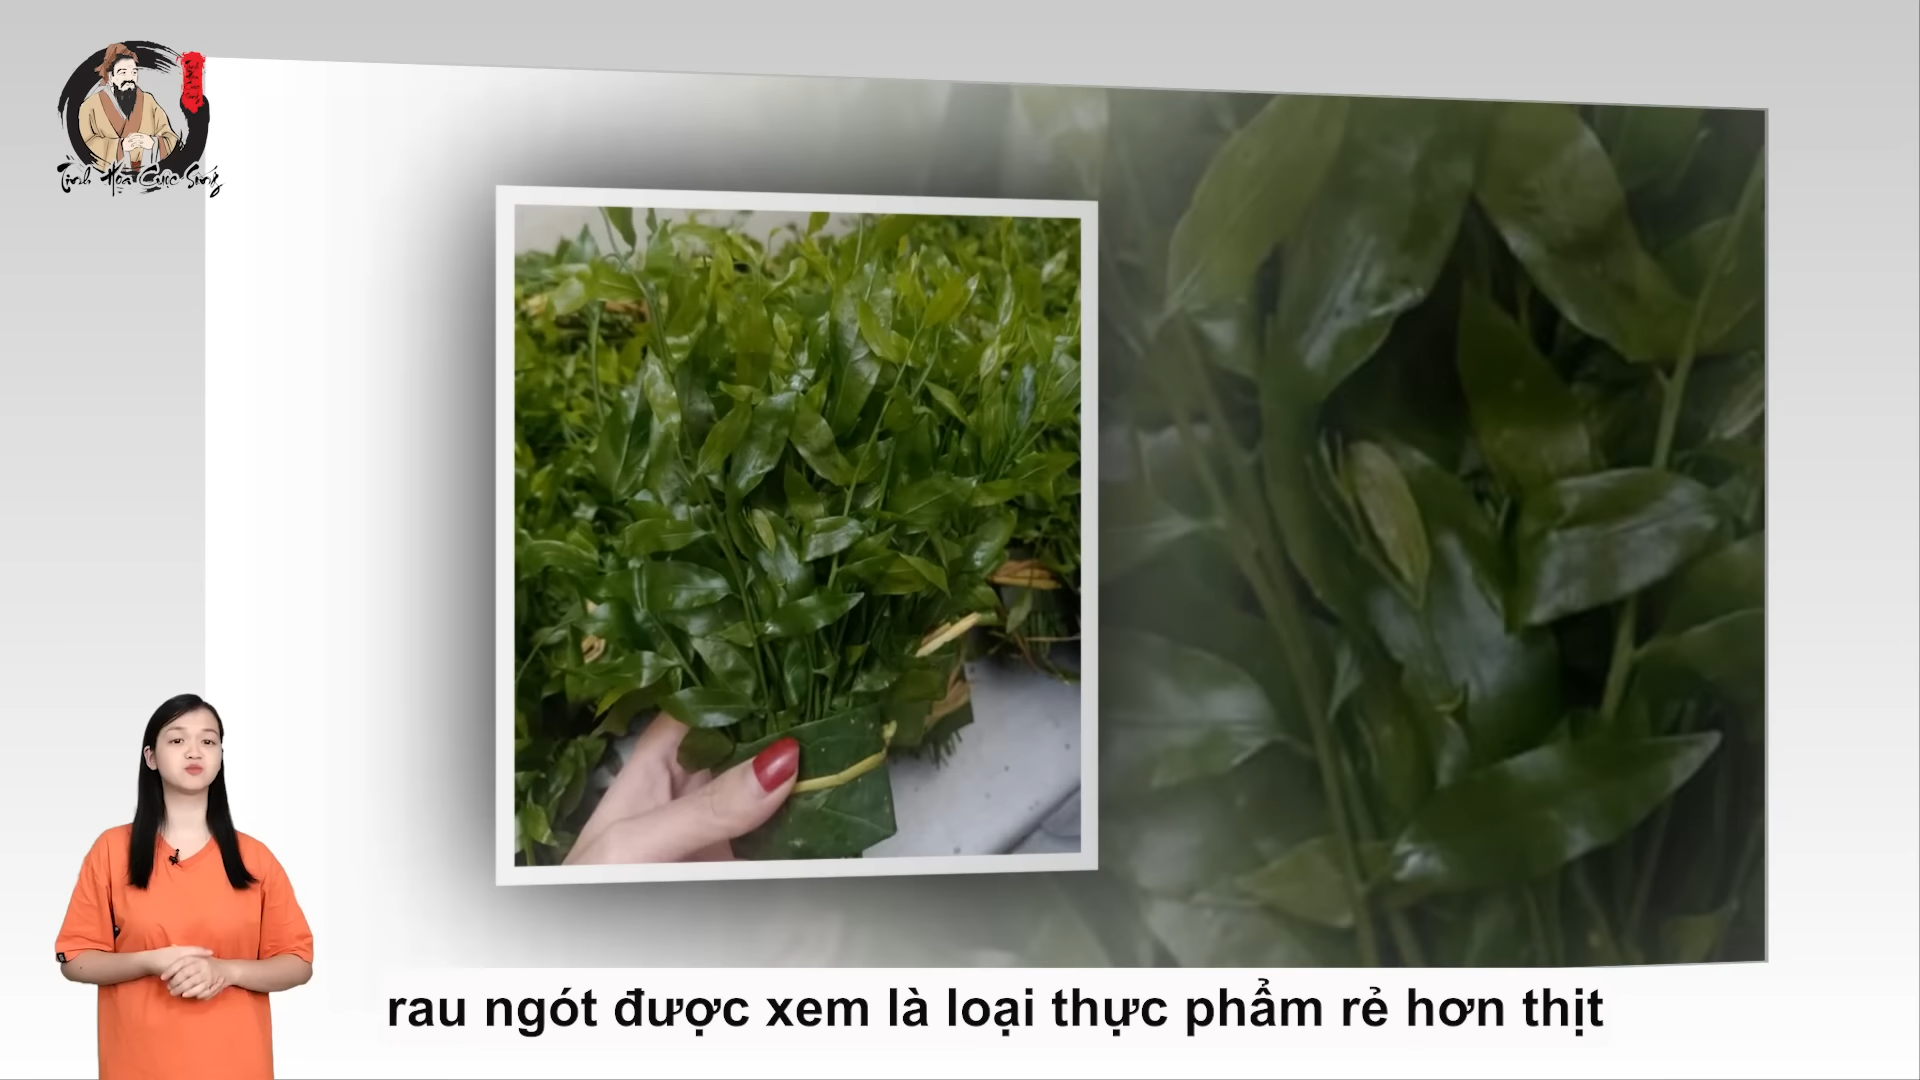 Tinh Hoa Cuộc Sống
rau ngót được xem là loại thực phẩm rẻ hơn thịt